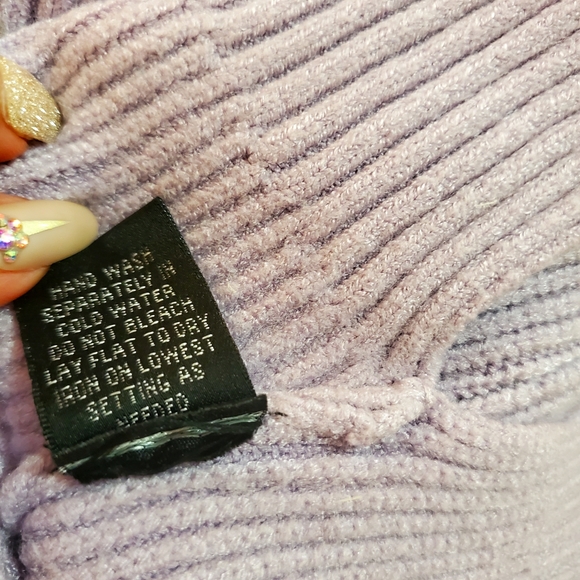 HAND WASH
SEPARATELY IN
COLD WATER
DO NOT BLEACH
LAY FLAT TO DRY
IRON ON LOWEST
SETTING AS
NEEDED